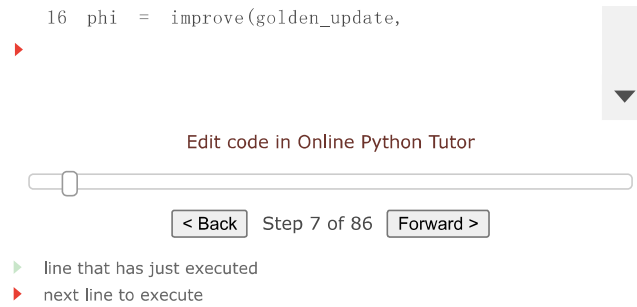 16 phi = improve(golden_update,
Edit code in Online Python Tutor
< Back Step 7 of 86 Forward >
line that has just executed
next line to execute